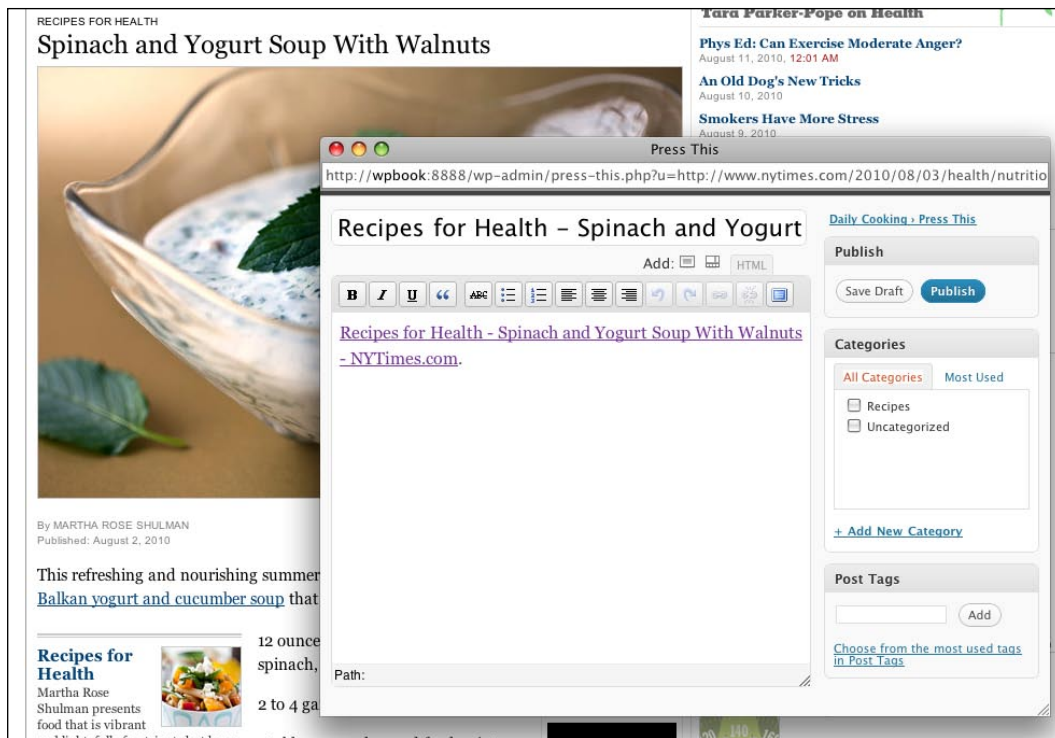 RECIPES FOR HEALTH
Spinach and Yogurt Soup With Walnuts
By MARTHA ROSE SHULMAN
Published: August 2, 2010
This refreshing and nourishing summer
Balkan yogurt and cucumber soup that
Recipes for
Health
Martha Rose
Shulman presents
food that is vibrant
12 ounce
spinach,
2 to 4 ga
Tara Parker-Pope on Health
Phys Ed: Can Exercise Moderate Anger?
August 11, 2010, 12:01 AM
An Old Dog's New Tricks
August 10, 2010
Smokers Have More Stress
August 9, 2010
Press This
http://wpbook:8888/wp-admin/press-this.php?u=http://www.nytimes.com/2010/08/03/health/nutritio
Recipes for Health – Spinach and Yogurt
Add: HTML
B I U “ ABC
Recipes for Health - Spinach and Yogurt Soup With Walnuts
- NYTimes.com.
Path:
Daily Cooking › Press This
Publish
Save Draft Publish
Categories
All Categories Most Used
Recipes
Uncategorized
+ Add New Category
Post Tags
Add
Choose from the most used tags
in Post Tags
140